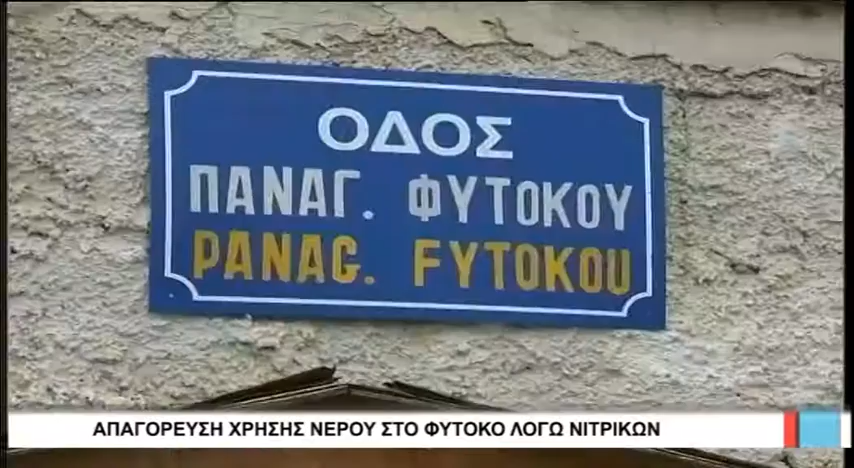 ΟΔΟΣ
ΠΑΝΑΓ. ΦΥΤΟΚΟΥ
PANAG. FYTOKOU
ΑΠΑΓΟΡΕΥΣΗ ΧΡΗΣΗΣ ΝΕΡΟΥ ΣΤΟ ΦΥΤΟΚΟ ΛΟΓΩ ΝΙΤΡΙΚΩΝ